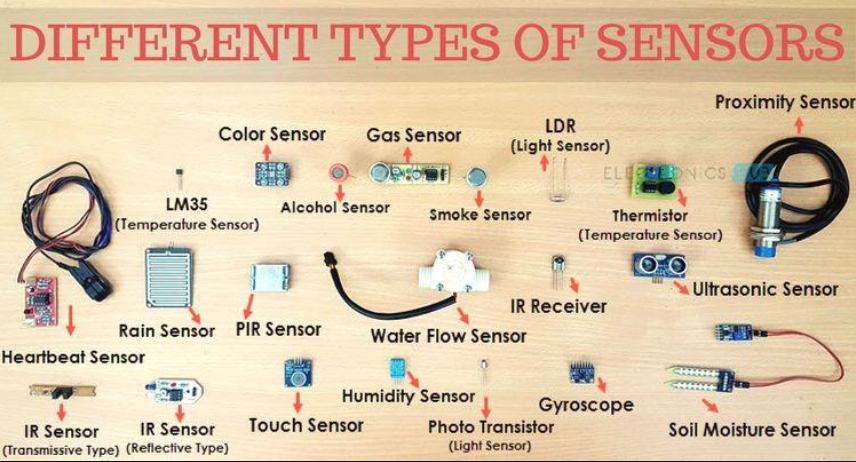 DIFFERENT TYPES OF SENSORS
Proximity Sensor
Color Sensor
Gas Sensor
LDR
(Light Sensor)
ELECTRONICS HUB
LM35
(Temperature Sensor)
Alcohol Sensor
Smoke Sensor
Thermistor
(Temperature Sensor)
Rain Sensor
PIR Sensor
Water Flow Sensor
IR Receiver
Ultrasonic Sensor
Heartbeat Sensor
IR Sensor
(Transmissive Type)
IR Sensor
(Reflective Type)
Touch Sensor
Humidity Sensor
Photo Transistor
(Light Sensor)
Gyroscope
Soil Moisture Sensor